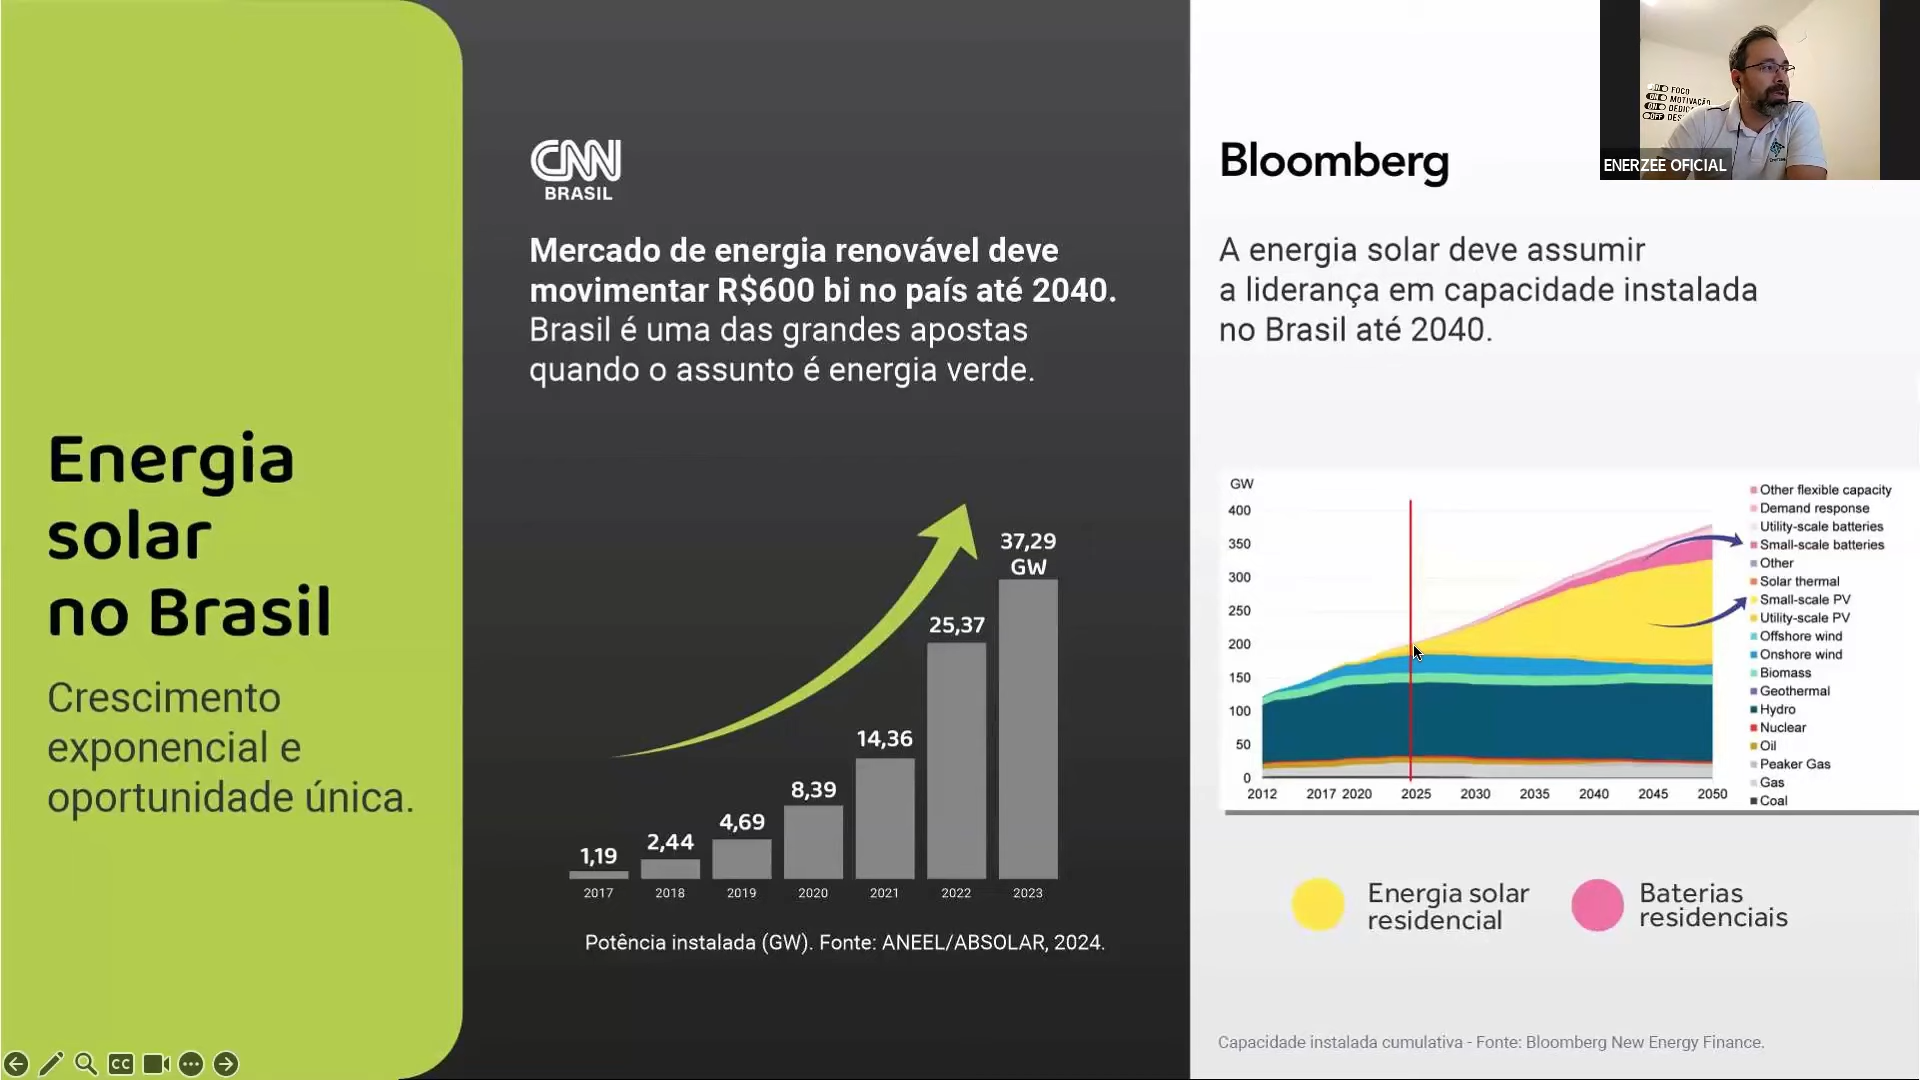 Energia
solar
no Brasil
Crescimento
exponencial e
oportunidade única.
CNN
BRASIL
Mercado de energia renovável deve
movimentar R$600 bi no país até 2040.
Brasil é uma das grandes apostas
quando o assunto é energia verde.
37,29
GW
25,37
14,36
8,39
4,69
2,44
1,19
2017 2018 2019 2020 2021 2022 2023
Potência instalada (GW). Fonte: ANEEL/ABSOLAR, 2024.
Bloomberg
A energia solar deve assumir
a liderança em capacidade instalada
no Brasil até 2040.
GW
400
350
300
250
200
150
100
50
0
2012 2017 2020 2025 2030 2035 2040 2045 2050
Other flexible capacity
Demand response
Utility-scale batteries
Small-scale batteries
Other
Solar thermal
Small-scale PV
Utility-scale PV
Offshore wind
Onshore wind
Biomass
Geothermal
Hydro
Nuclear
Oil
Peaker Gas
Gas
Coal
Energia solar
residencial
Baterias
residenciais
Capacidade instalada cumulativa - Fonte: Bloomberg New Energy Finance.
FOCO
ON MOTIVAÇÃO
ON
OFF
ENERZEE OFICIAL
CC